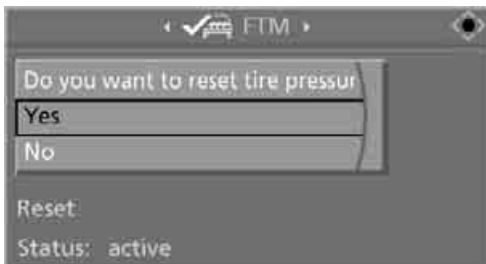 FTM
Do you want to reset tire pressur
Yes
No
Reset
Status: active